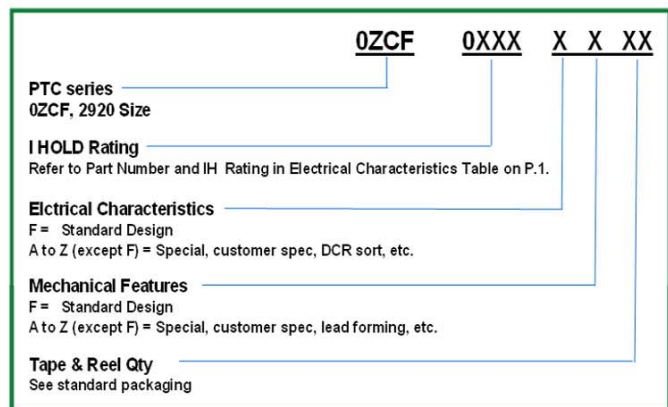 0ZCF 0XXX X X XX
PTC series
0ZCF, 2920 Size
I HOLD Rating
Refer to Part Number and IH Rating in Electrical Characteristics Table on P.1.
Elctrical Characteristics
F = Standard Design
A to Z (except F) = Special, customer spec, DCR sort, etc.
Mechanical Features
F = Standard Design
A to Z (except F) = Special, customer spec, lead forming, etc.
Tape & Reel Qty
See standard packaging